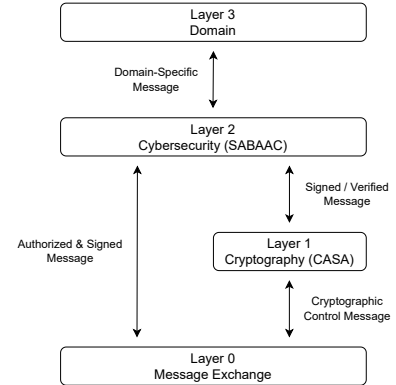 Layer 3
Domain
Domain-Specific
Message
Layer 2
Cybersecurity (SABAAC)
Signed / Verified
Message
Authorized & Signed
Message
Layer 1
Cryptography (CASA)
Cryptographic
Control Message
Layer 0
Message Exchange